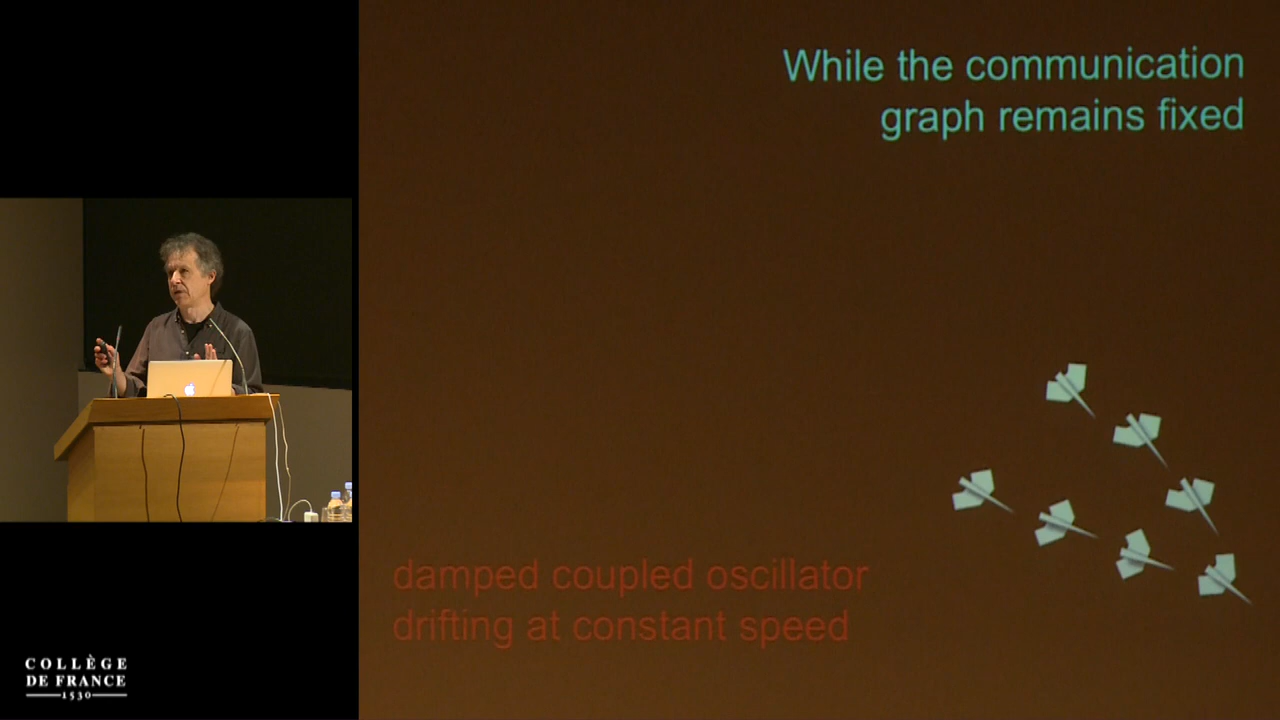 While the communication
graph remains fixed
damped coupled oscillator
drifting at constant speed
COLLÈGE
DE FRANCE
1530